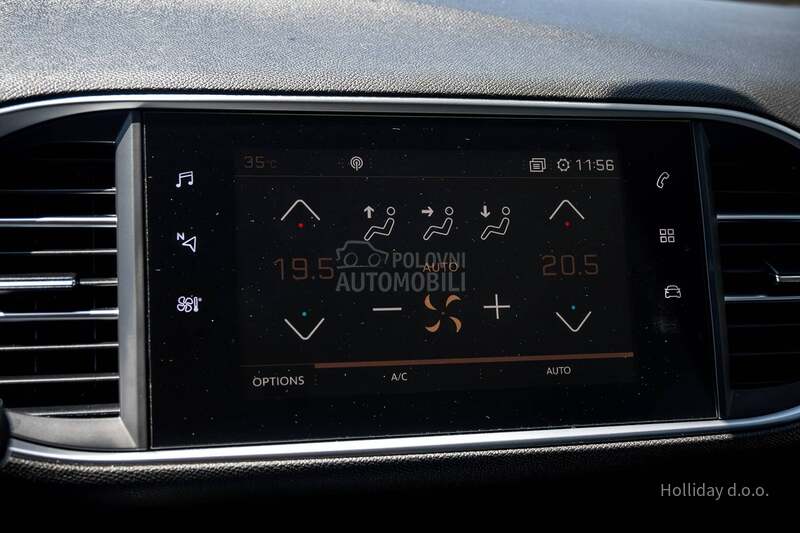 35°C 11:56
N
POLOVNI
19.5 AUTO 20.5
AUTOMOBILI
OPTIONS A/C AUTO
Holliday d.o.o.